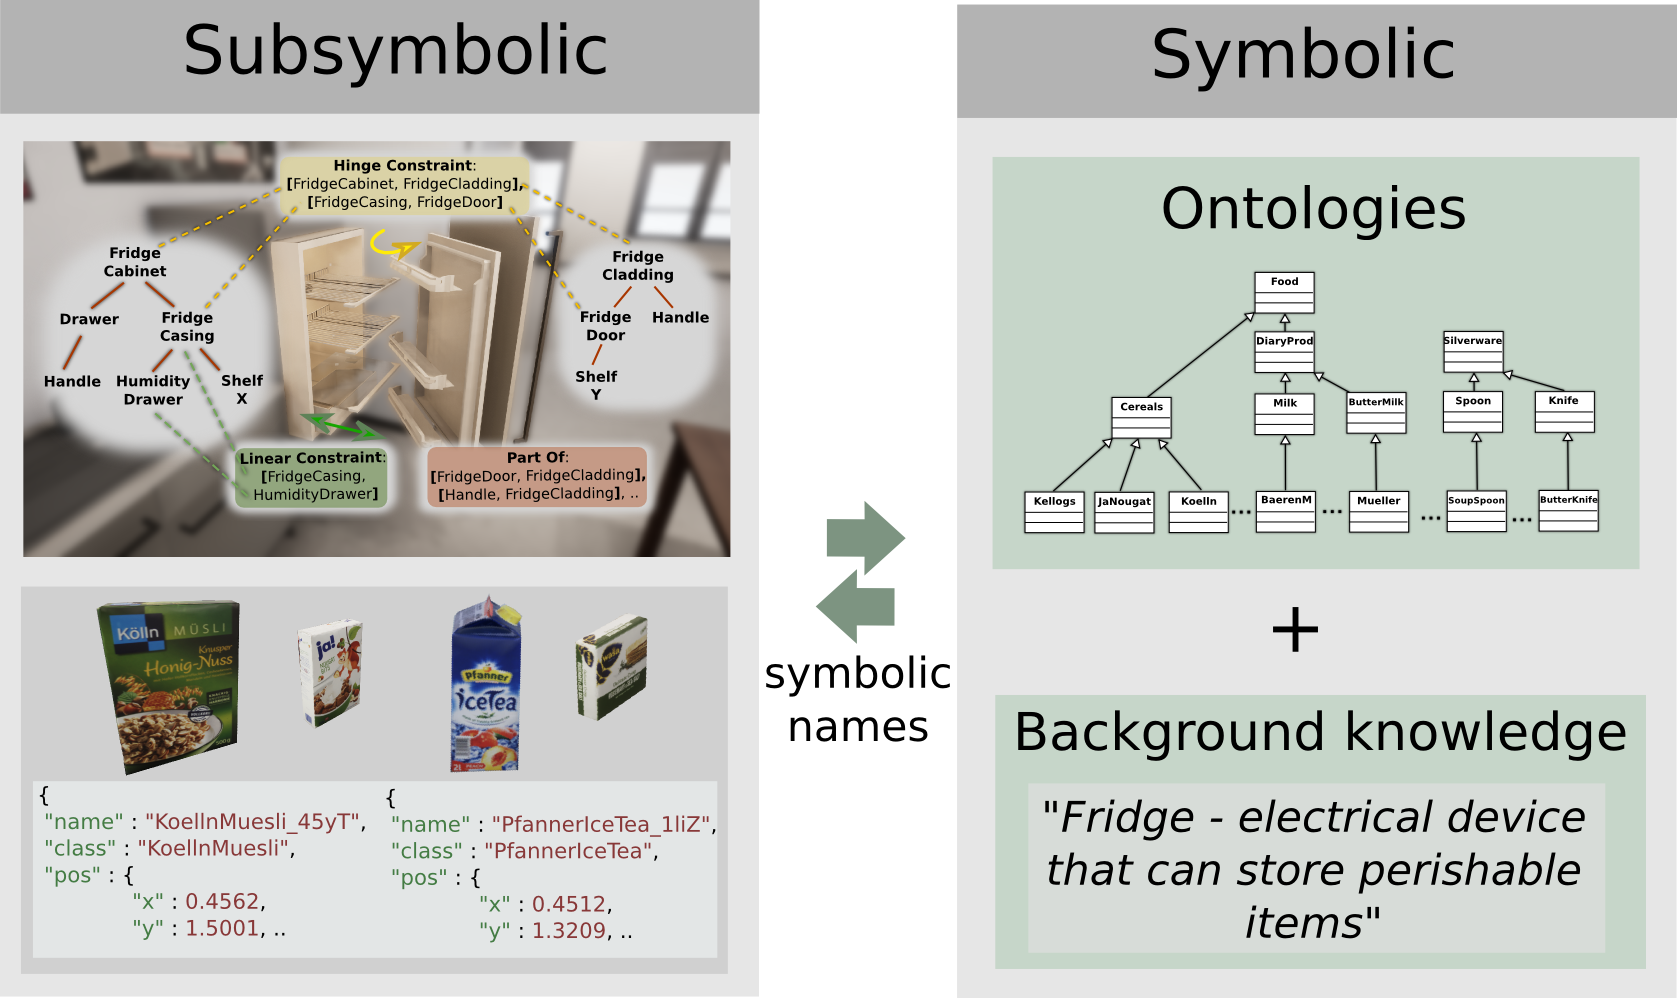 Subsymbolic
Hinge Constraint:
[FridgeCabinet, FridgeCladding],
[FridgeCasing, FridgeDoor]
Fridge
Cabinet
Drawer
Fridge
Casing
Handle
Humidity
Drawer
Shelf
X
Fridge
Cladding
Fridge
Door
Handle
Shelf
Y
Linear Constraint:
[FridgeCasing,
HumidityDrawer]
Part Of:
[FridgeDoor, FridgeCladding],
[Handle, FridgeCladding], ..
Kölln MÜSLI
Knusper
Honig-Nuss
500g
ja!
Pfanner
iceTea
2l
wasa
{
"name" : "KoellnMuesli_45yT",
"class" : "KoellnMuesli",
"pos" : {
"x" : 0.4562,
"y" : 1.5001, ..
{
"name" : "PfannerIceTea_1liZ",
"class" : "PfannerIceTea",
"pos" : {
"x" : 0.4512,
"y" : 1.3209, ..
symbolic
names
Symbolic
Ontologies
Food
DiaryProd
Silverware
Cereals
Milk
ButterMilk
Spoon
Knife
Kellogs
JaNougat
Koelln
...
BaerenM
...
Mueller
...
SoupSpoon
...
ButterKnife
+
Background knowledge
"Fridge - electrical device
that can store perishable
items"